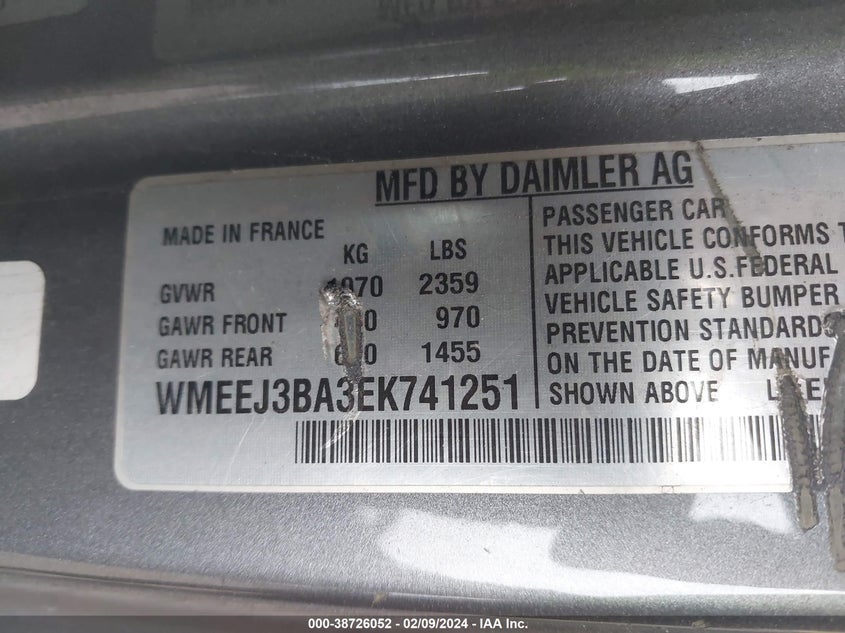 MFD BY DAIMLER AG
MADE IN FRANCE
KG LBS
GVWR 2359
GAWR FRONT 970
GAWR REAR 1455
WMEEJ3BA3EK741251
PASSENGER CAR
THIS VEHICLE CONFORMS
APPLICABLE U.S.FEDERAL
VEHICLE SAFETY BUMPER
PREVENTION STANDARDS
ON THE DATE OF MANUF
SHOWN ABOVE
000-38726052 - 02/09/2024 - IAA Inc.